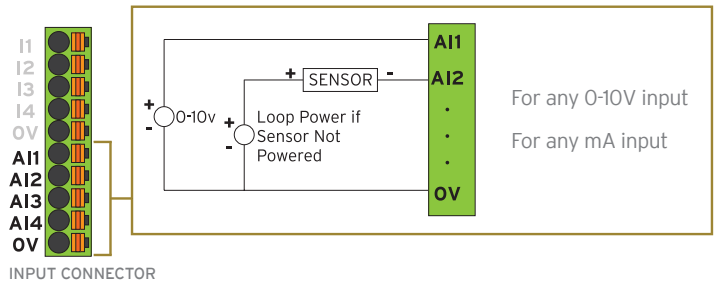 I1
I2
I3
I4
0V
AI1
AI2
AI3
AI4
0V
INPUT CONNECTOR
+
-
0-10v
+
-
Loop Power if
Sensor Not
Powered
+ SENSOR -
AI1
AI2
.
.
.
0V
For any 0-10V input
For any mA input